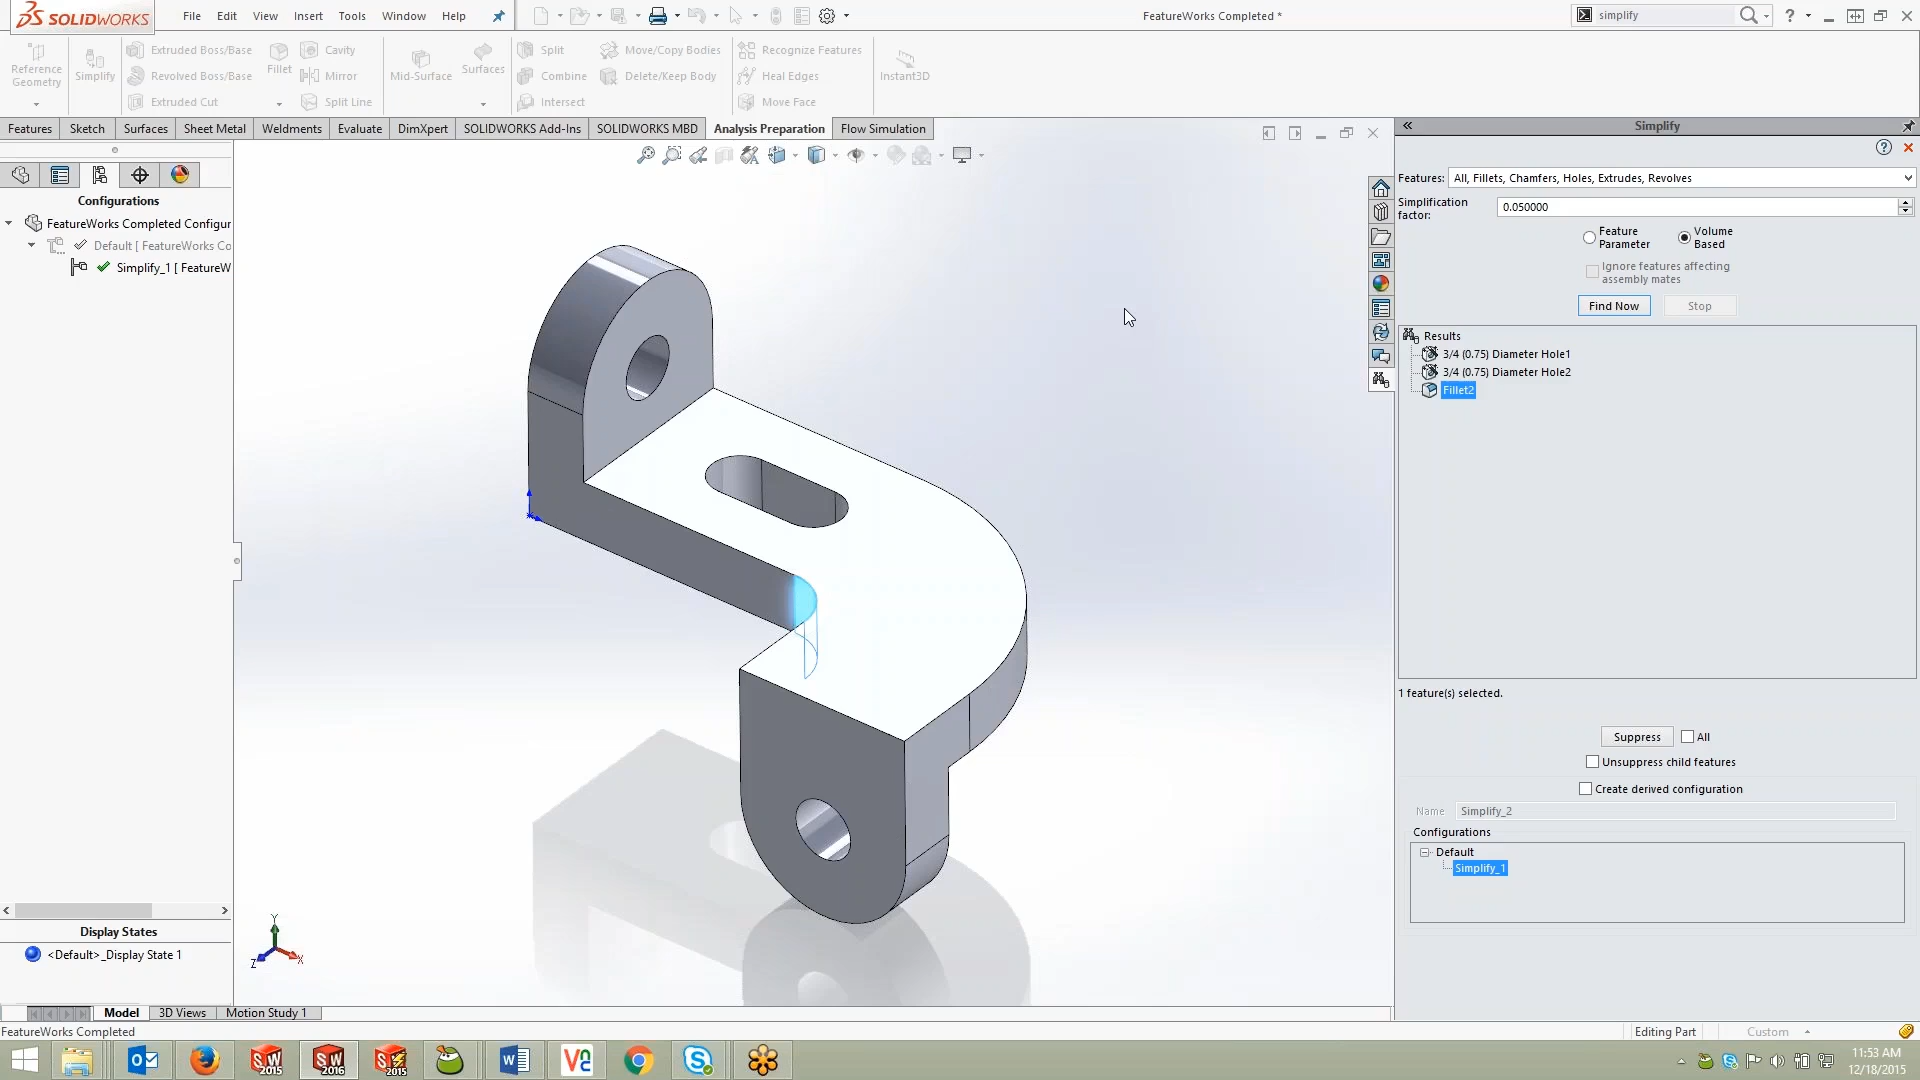 SOLIDWORKS
File Edit View Insert Tools Window Help
FeatureWorks Completed *
simplify
Reference Geometry
Simplify
Extruded Boss/Base
Revolved Boss/Base
Extruded Cut
Fillet
Cavity
Mirror
Split Line
Mid-Surface
Surfaces
Split
Combine
Intersect
Move/Copy Bodies
Delete/Keep Body
Recognize Features
Heal Edges
Move Face
Instant3D
Features Sketch Surfaces Sheet Metal Weldments Evaluate DimXpert SOLIDWORKS Add-Ins SOLIDWORKS MBD Analysis Preparation Flow Simulation
Configurations
FeatureWorks Completed Configur
Default [ FeatureWorks Co
Simplify_1 [ FeatureW
Display States
<Default>_Display State 1
Y
Z
X
Simplify
Features: All, Fillets, Chamfers, Holes, Extrudes, Revolves
Simplification factor: 0.050000
Feature Parameter
Volume Based
Ignore features affecting assembly mates
Find Now
Stop
Results
3/4 (0.75) Diameter Hole1
3/4 (0.75) Diameter Hole2
Fillet2
1 feature(s) selected.
Suppress
All
Unsuppress child features
Create derived configuration
Name Simplify_2
Configurations
Default
Simplify_1
Model 3D Views Motion Study 1
FeatureWorks Completed
Editing Part
Custom
SW 2015
SW 2016
2015
11:53 AM
12/18/2015